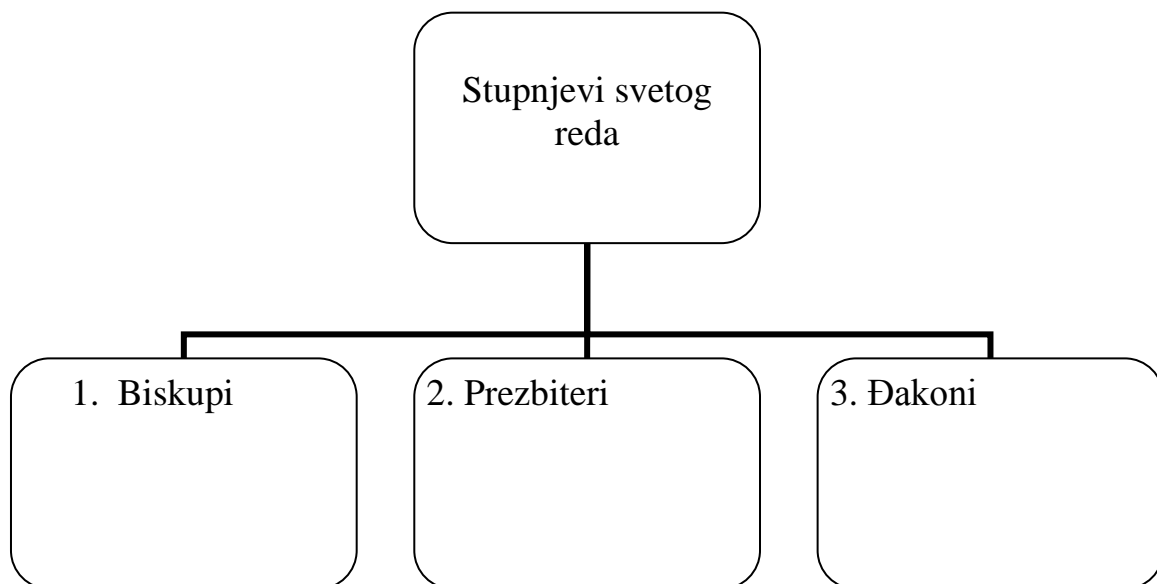 Stupnjevi svetog
reda
1. Biskupi
2. Prezbiteri
3. Đakoni